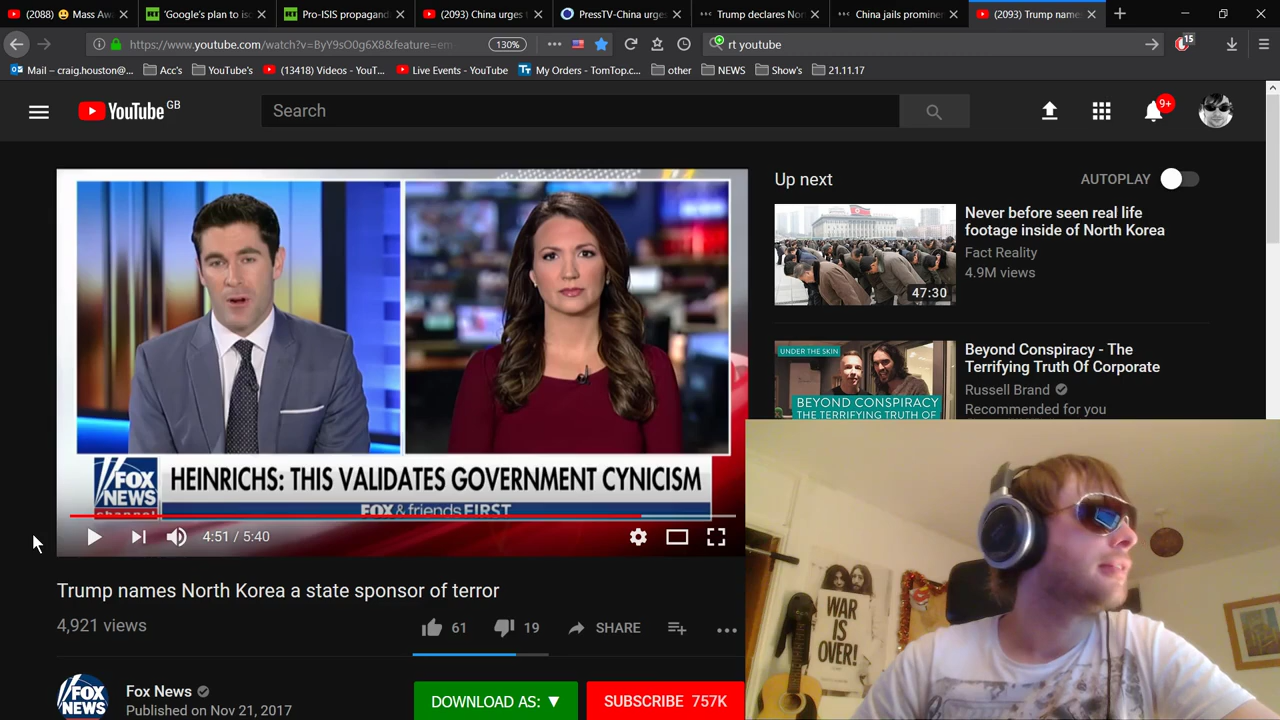 (2088) 😃 Mass Awa
'Google's plan to iso
Pro-ISIS propagand
(2093) China urges t
PressTV-China urge
Trump declares Nor
China jails prominer
(2093) Trump name
https://www.youtube.com/watch?v=ByY9sO0g6X8&feature=em
130%
rt youtube
15
Mail – craig.houston@...
Acc's
YouTube's
(13418) Videos - YouT...
Live Events - YouTube
My Orders - TomTop.c...
other
NEWS
Show's
21.11.17
YouTube GB
Search
9+
HEINRICHS: THIS VALIDATES GOVERNMENT CYNICISM
FOX NEWS channel
FOX & friends FIRST
4:51 / 5:40
Trump names North Korea a state sponsor of terror
4,921 views
61
19
SHARE
FOX NEWS
Fox News
Published on Nov 21, 2017
DOWNLOAD AS: ▼
SUBSCRIBE 757K
Up next
AUTOPLAY
Never before seen real life
footage inside of North Korea
Fact Reality
4.9M views
47:30
UNDER THE SKIN
BEYOND CONSPIRACY
THE TERRIFYING TRUTH OF
Beyond Conspiracy - The
Terrifying Truth Of Corporate
Russell Brand
Recommended for you
WAR
IS
OVER!